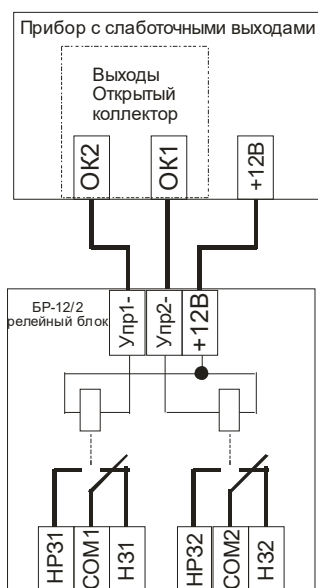 Прибор с слаботочными выходами
Выходы
Открытый
коллектор
ОК2
ОК1
+12В
БР-12/2
релейный блок
Упр1-
Упр2-
+12В
НР31
COM1
Н31
НР32
COM2
Н32